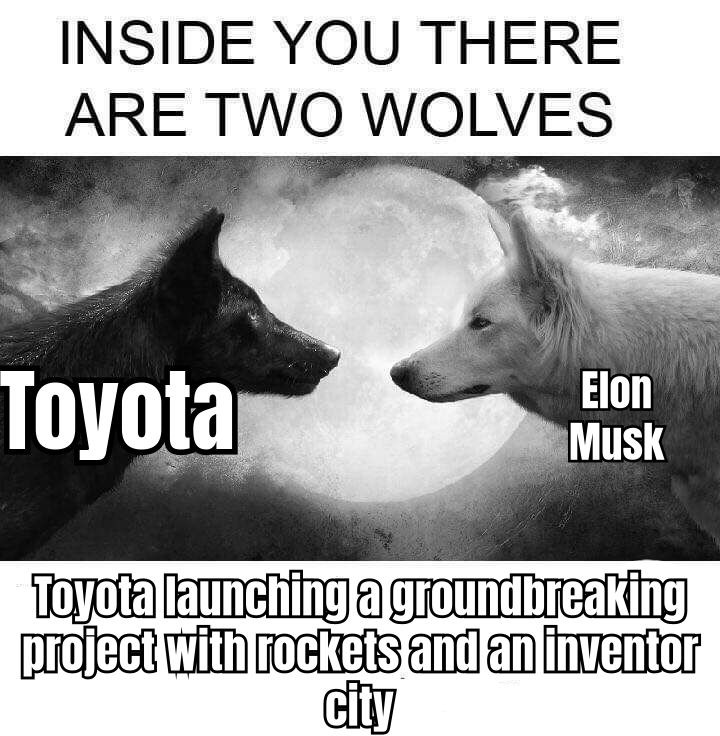 INSIDE YOU THERE
ARE TWO WOLVES
Toyota
Elon
Musk
Toyota launching a groundbreaking
project with rockets and an inventor
city